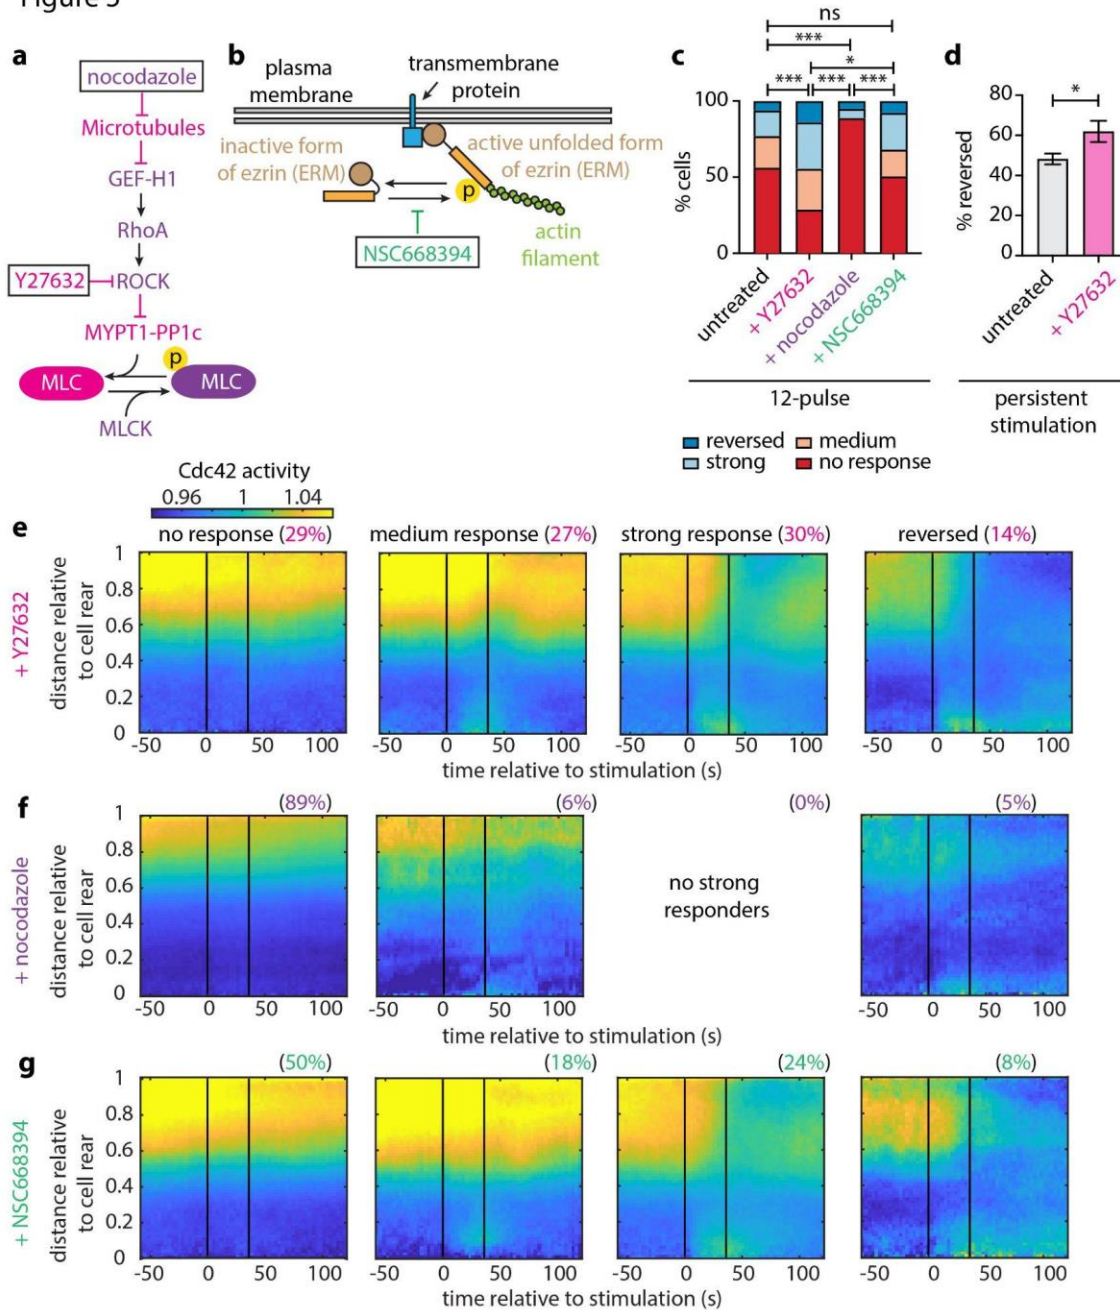 Figure 5
a
nocodazole
Microtubules
GEF-H1
RhoA
Y27632
ROCK
MYPT1-PP1c
p
MLC
MLC
MLCK
b
plasma
membrane
transmembrane
protein
inactive form
of ezrin (ERM)
active unfolded form
of ezrin (ERM)
p
NSC668394
actin
filament
c
ns
***
*
*** *** ***
% cells
100
50
0
untreated
+ Y27632
+ nocodazole
+ NSC668394
12-pulse
reversed
medium
strong
no response
d
*
% reversed
80
60
40
20
0
untreated
+ Y27632
persistent
stimulation
Cdc42 activity
0.96 1 1.04
e
no response (29%) medium response (27%) strong response (30%) reversed (14%)
+ Y27632
distance relative
to cell rear
1
0.8
0.6
0.4
0.2
0
-50 0 50 100 -50 0 50 100 -50 0 50 100 -50 0 50 100
time relative to stimulation (s)
f
(89%) (6%) (0%) (5%)
+ nocodazole
distance relative
to cell rear
1
0.8
0.6
0.4
0.2
0
no strong
responders
-50 0 50 100 -50 0 50 100 -50 0 50 100
time relative to stimulation (s)
g
(50%) (18%) (24%) (8%)
+ NSC668394
distance relative
to cell rear
1
0.8
0.6
0.4
0.2
0
-50 0 50 100 -50 0 50 100 -50 0 50 100 -50 0 50 100
time relative to stimulation (s)